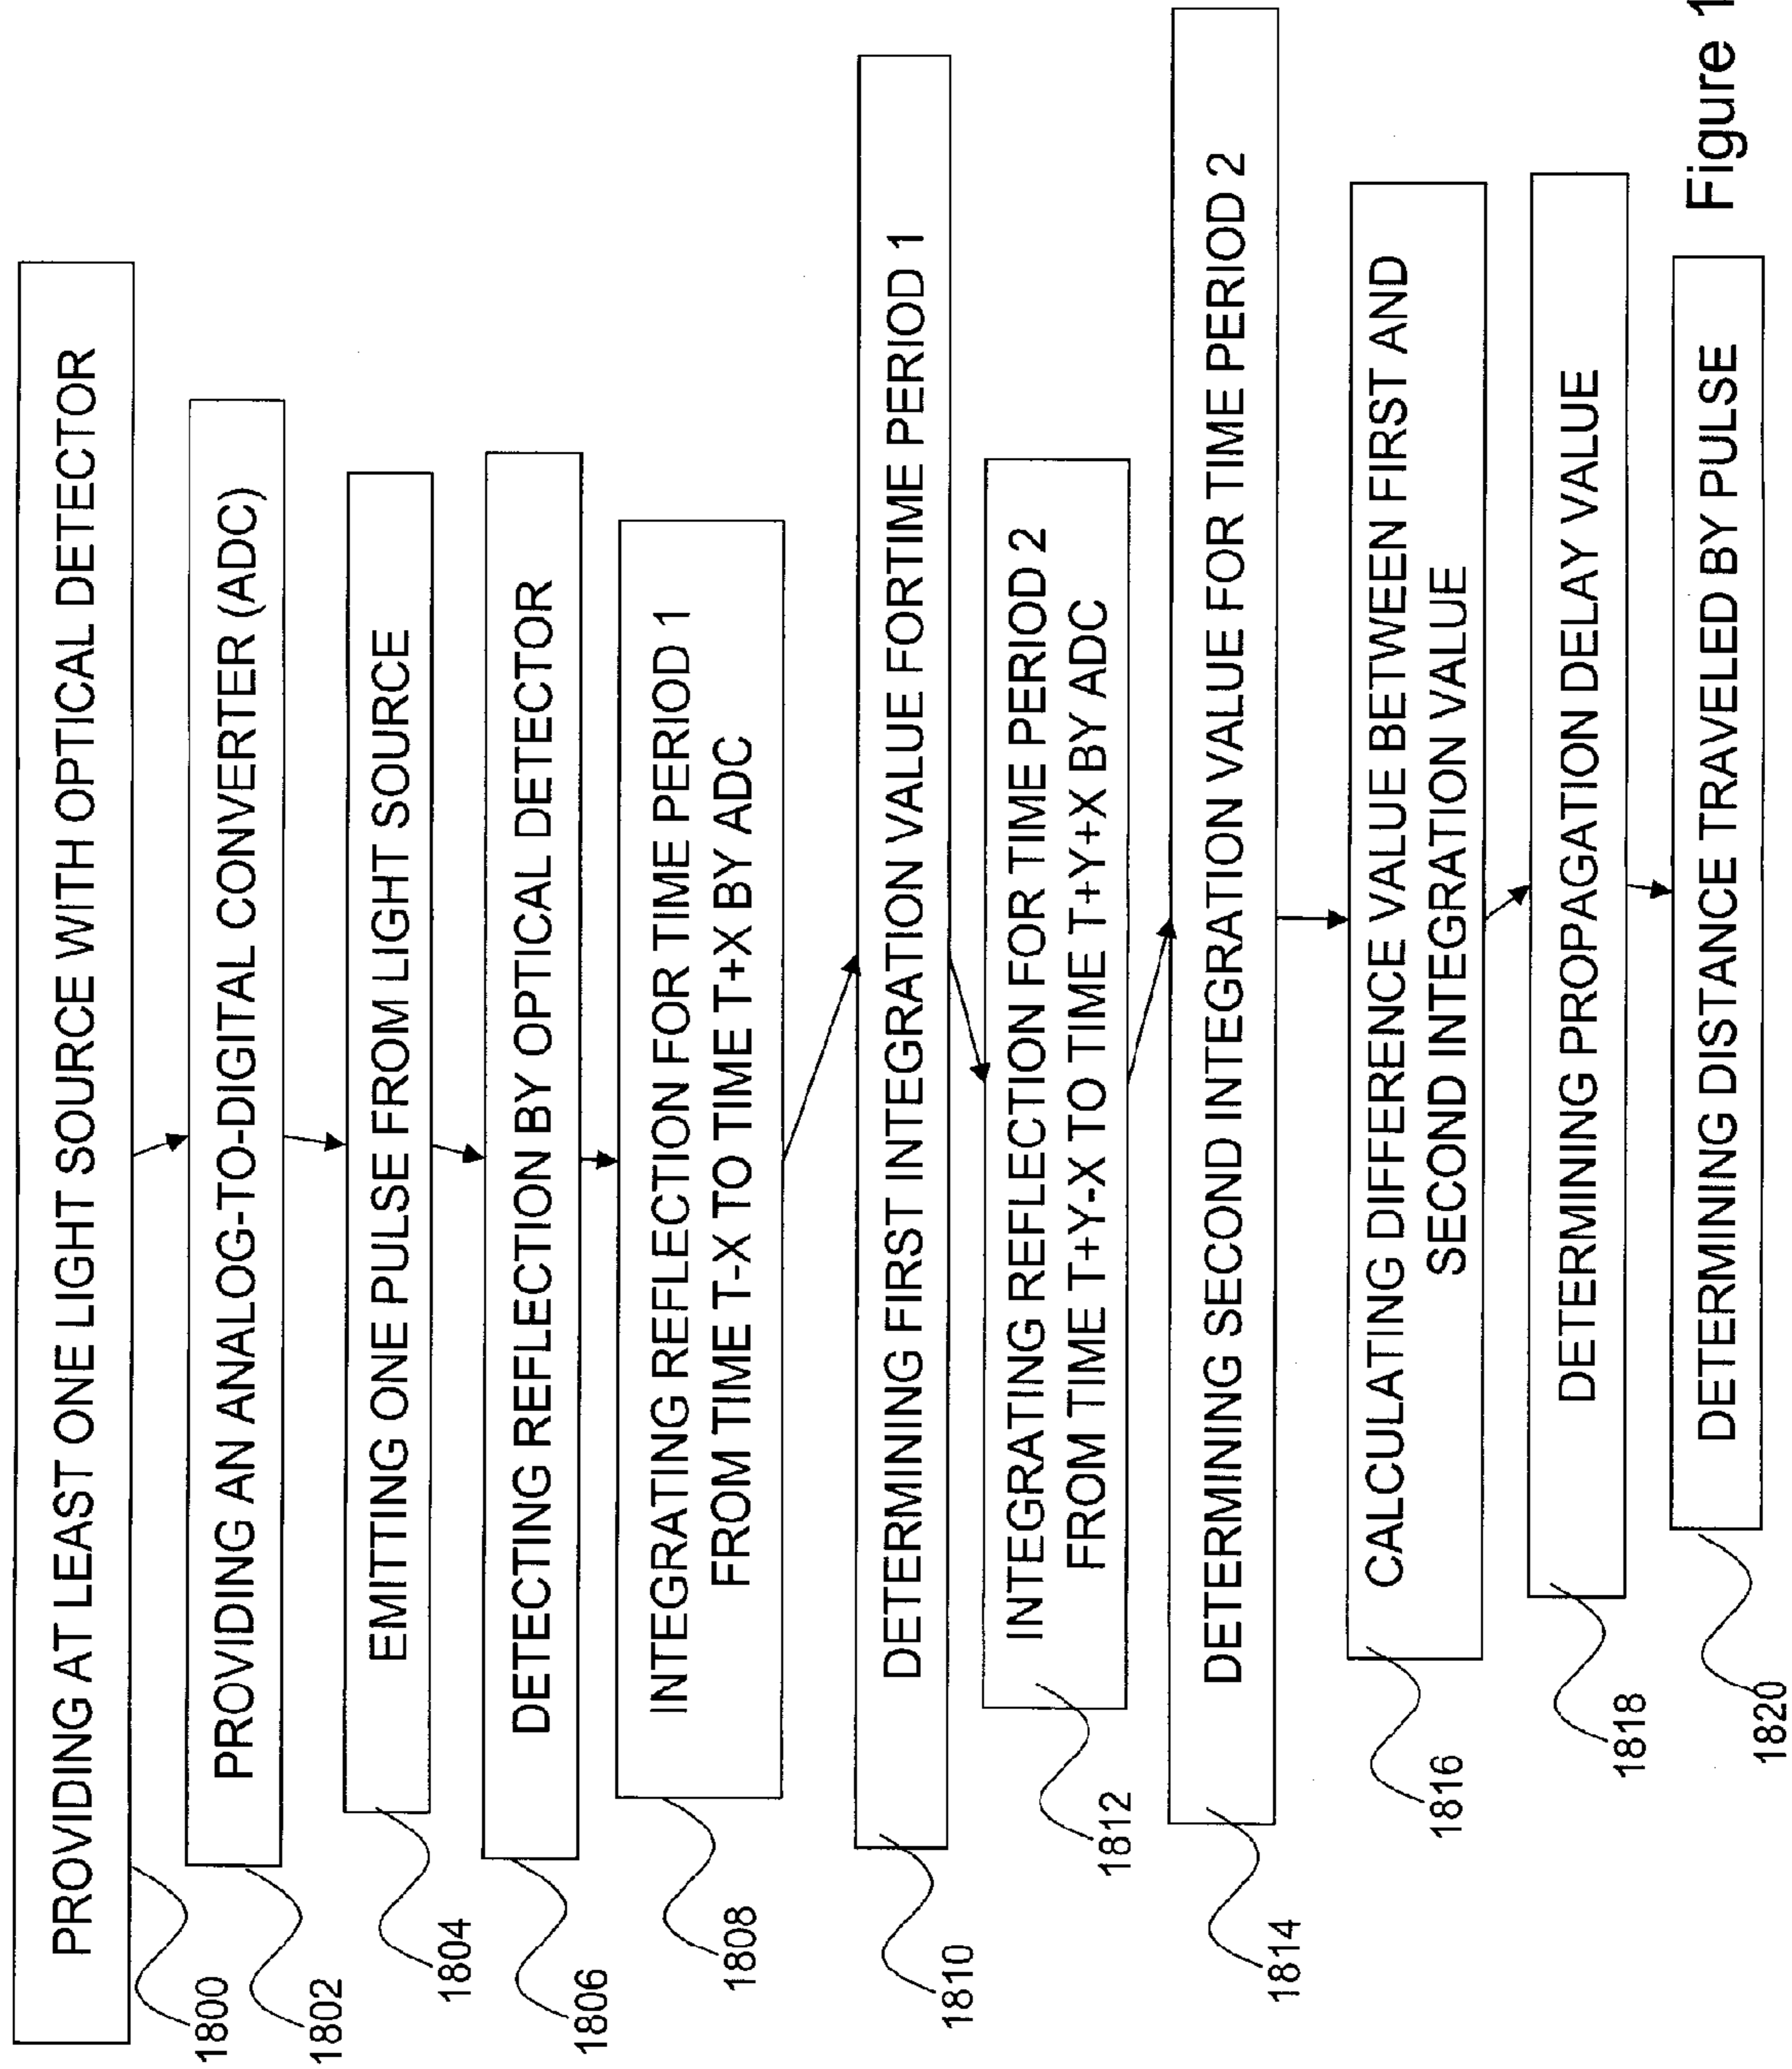 PROVIDING AT LEAST ONE LIGHT SOURCE WITH OPTICAL DETECTOR
1800
PROVIDING AN ANALOG-TO-DIGITAL CONVERTER (ADC)
1802
EMITTING ONE PULSE FROM LIGHT SOURCE
1804
DETECTING REFLECTION BY OPTICAL DETECTOR
1806
INTEGRATING REFLECTION FOR TIME PERIOD 1
FROM TIME T-X TO TIME T+X BY ADC
1808
DETERMINING FIRST INTEGRATION VALUE FORTIME PERIOD 1
1810
INTEGRATING REFLECTION FOR TIME PERIOD 2
FROM TIME T+Y-X TO TIME T+Y+X BY ADC
1812
DETERMINING SECOND INTEGRATION VALUE FOR TIME PERIOD 2
1814
CALCULATING DIFFERENCE VALUE BETWEEN FIRST AND
SECOND INTEGRATION VALUE
1816
DETERMINING PROPAGATION DELAY VALUE
1818
DETERMINING DISTANCE TRAVELED BY PULSE
1820
Figure 1